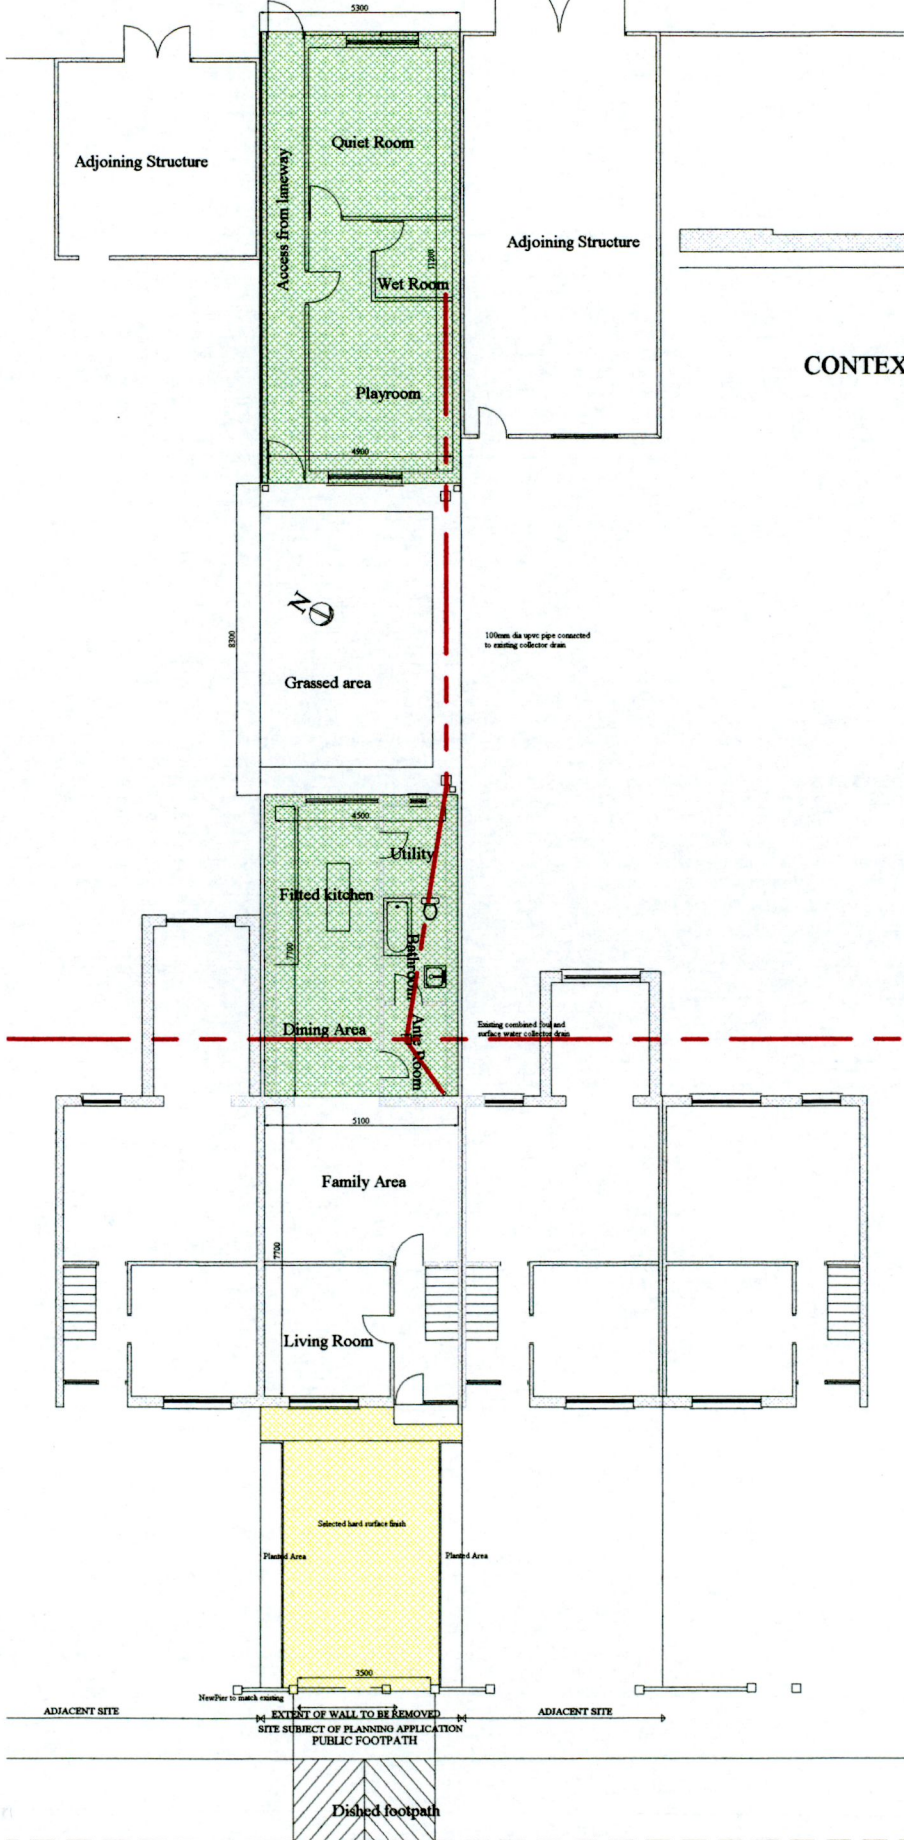 5300
Adjoining Structure
Quiet Room
Access from laneway
Adjoining Structure
11200
Wet Room
CONTEX
Playroom
4900
N
8300
100mm dia upvc pipe connected
to existing collector drain
Grassed area
4500
Utility
Fitted kitchen
7700
Bathroom
Dining Area
Ante Room
Existing combined foul and
surface water collector drain
5100
Family Area
7700
Living Room
Selected hard surface finish
Planted Area
Planted Area
3500
NewPier to match existing
ADJACENT SITE
EXTENT OF WALL TO BE REMOVED
ADJACENT SITE
SITE SUBJECT OF PLANNING APPLICATION
PUBLIC FOOTPATH
Dished footpath